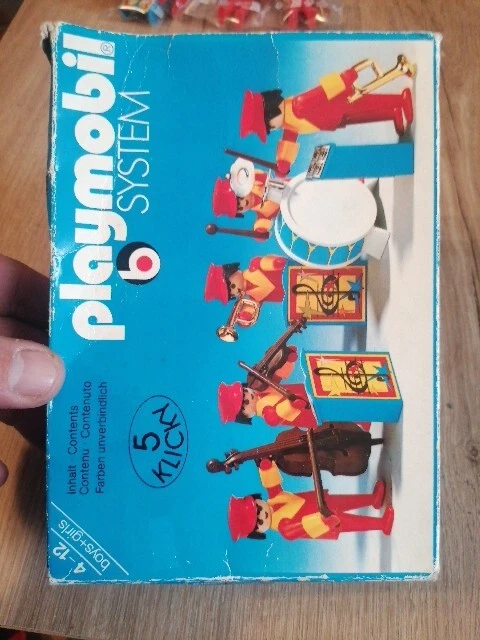 playmobil®
SYSTEM
5
KLICKY
Inhalt · Contents
Contenu · Contenuto
Farben unverbindlich
4-12
boys+girls